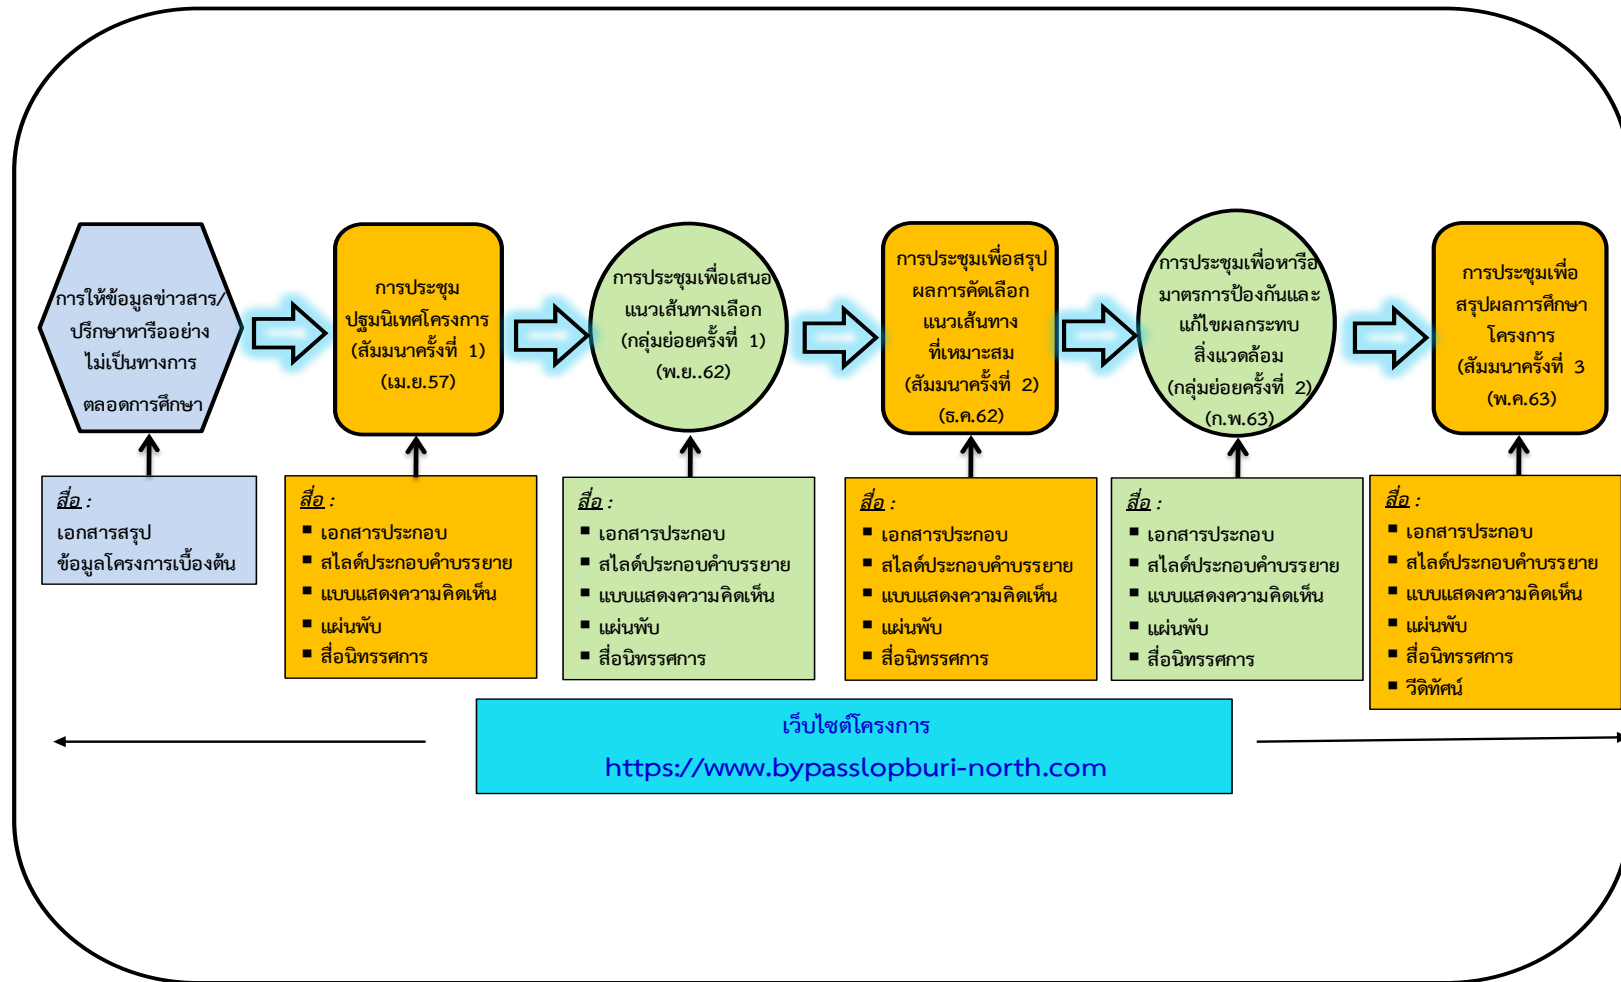 การให้ข้อมูลข่าวสาร/
ปรึกษาหารืออย่าง
ไม่เป็นทางการ
ตลอดการศึกษา
การประชุม
ปฐมนิเทศโครงการ
(สัมมนาครั้งที่ 1)
(เม.ย.57)
การประชุมเพื่อเสนอ
แนวเส้นทางเลือก
(กลุ่มย่อยครั้งที่ 1)
(พ.ย..62)
การประชุมเพื่อสรุป
ผลการคัดเลือก
แนวเส้นทาง
ที่เหมาะสม
(สัมมนาครั้งที่ 2)
(ธ.ค.62)
การประชุมเพื่อหารือ
มาตรการป้องกันและ
แก้ไขผลกระทบ
สิ่งแวดล้อม
(กลุ่มย่อยครั้งที่ 2)
(ก.พ.63)
การประชุมเพื่อ
สรุปผลการศึกษา
โครงการ
(สัมมนาครั้งที่ 3
(พ.ค.63)
สื่อ :
เอกสารสรุป
ข้อมูลโครงการเบื้องต้น
สื่อ :
▪ เอกสารประกอบ
▪ สไลด์ประกอบคำบรรยาย
▪ แบบแสดงความคิดเห็น
▪ แผ่นพับ
▪ สื่อนิทรรศการ
สื่อ :
▪ เอกสารประกอบ
▪ สไลด์ประกอบคำบรรยาย
▪ แบบแสดงความคิดเห็น
▪ แผ่นพับ
▪ สื่อนิทรรศการ
สื่อ :
▪ เอกสารประกอบ
▪ สไลด์ประกอบคำบรรยาย
▪ แบบแสดงความคิดเห็น
▪ แผ่นพับ
▪ สื่อนิทรรศการ
สื่อ :
▪ เอกสารประกอบ
▪ สไลด์ประกอบคำบรรยาย
▪ แบบแสดงความคิดเห็น
▪ แผ่นพับ
▪ สื่อนิทรรศการ
สื่อ :
▪ เอกสารประกอบ
▪ สไลด์ประกอบคำบรรยาย
▪ แบบแสดงความคิดเห็น
▪ แผ่นพับ
▪ สื่อนิทรรศการ
▪ วีดิทัศน์
เว็บไซต์โครงการ
https://www.bypasslopburi-north.com